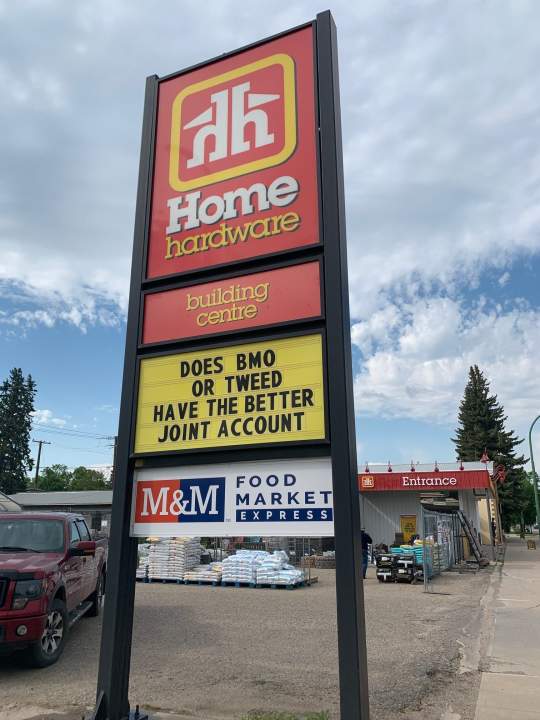 Home
hardware
building
centre
DOES BMO
OR TWEED
HAVE THE BETTER
JOINT ACCOUNT
M&M
FOOD
MARKET
EXPRESS
Entrance